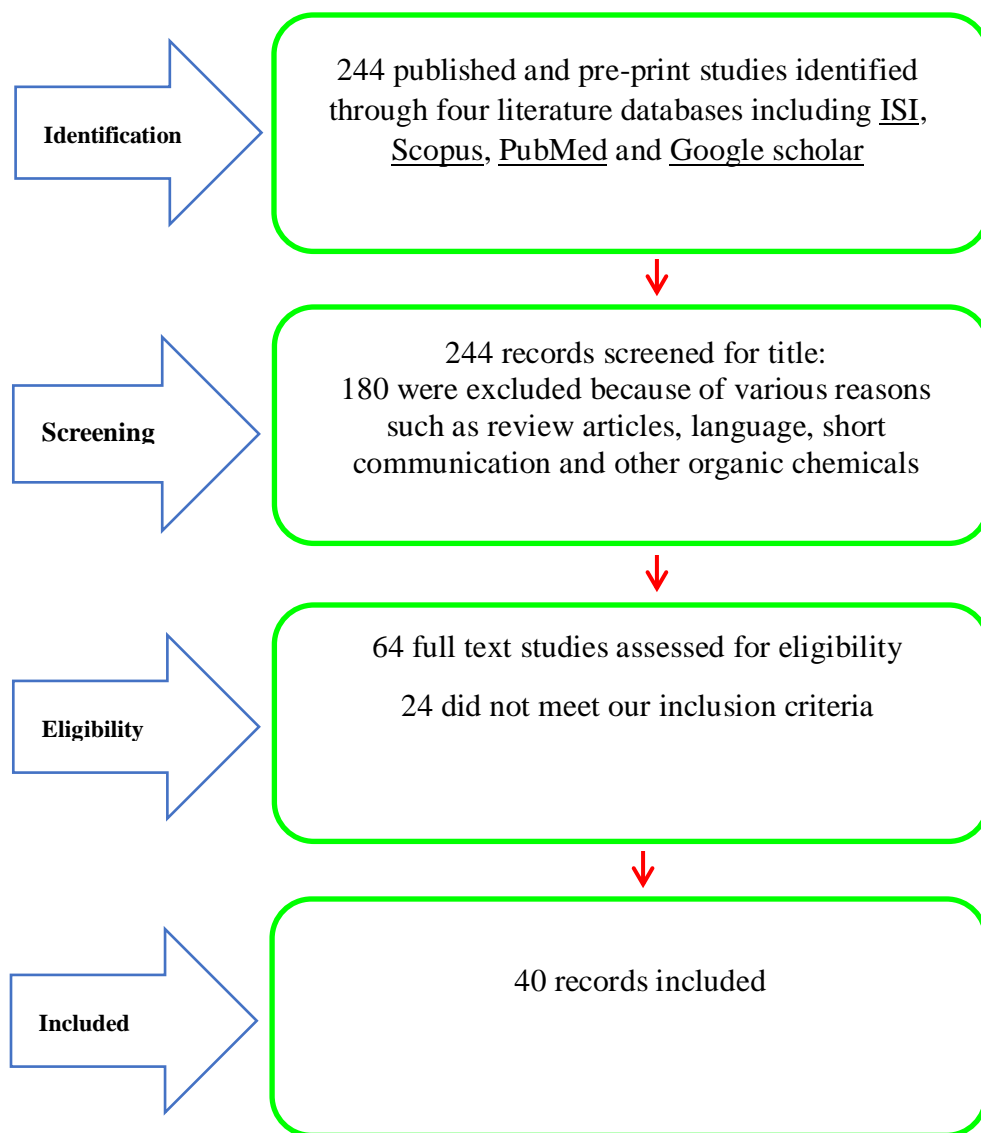 244 published and pre-print studies identified
through four literature databases including ISI,
Scopus, PubMed and Google scholar
Identification
244 records screened for title:
180 were excluded because of various reasons
such as review articles, language, short
communication and other organic chemicals
Screening
64 full text studies assessed for eligibility
24 did not meet our inclusion criteria
Eligibility
40 records included
Included